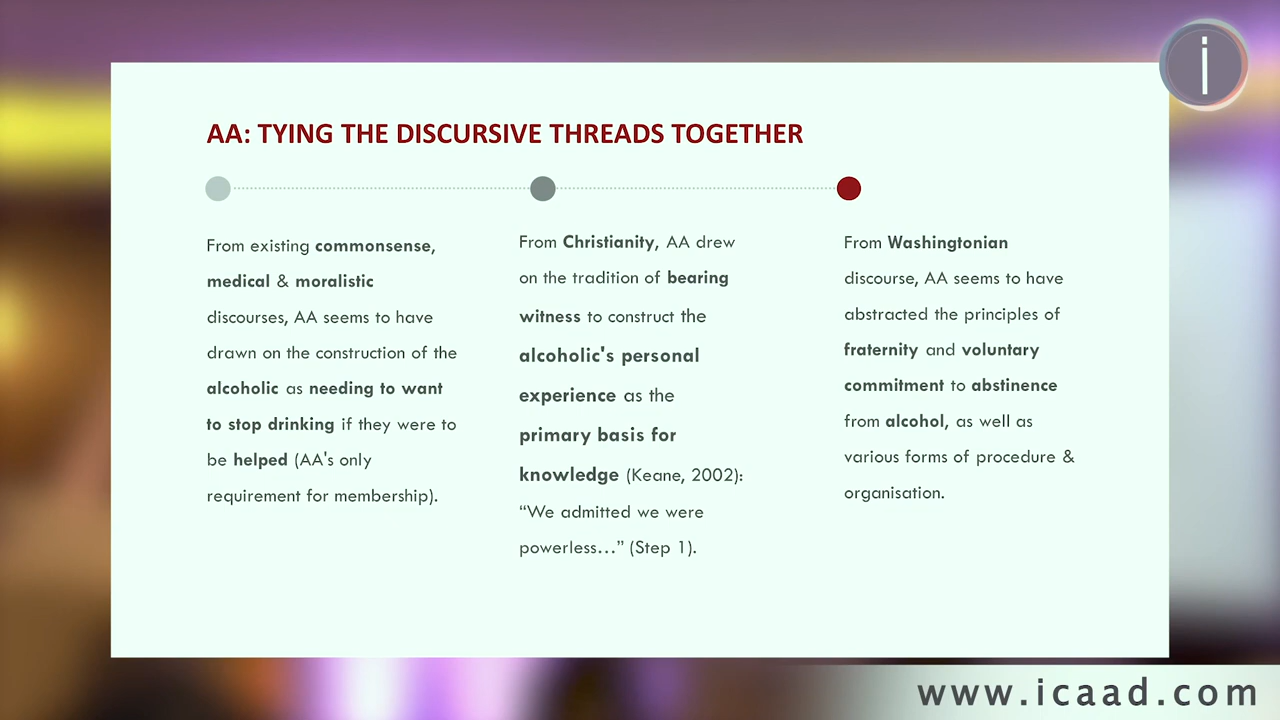 i
AA: TYING THE DISCURSIVE THREADS TOGETHER
From existing commonsense,
medical & moralistic
discourses, AA seems to have
drawn on the construction of the
alcoholic as needing to want
to stop drinking if they were to
be helped (AA's only
requirement for membership).
From Christianity, AA drew
on the tradition of bearing
witness to construct the
alcoholic's personal
experience as the
primary basis for
knowledge (Keane, 2002):
“We admitted we were
powerless…” (Step 1).
From Washingtonian
discourse, AA seems to have
abstracted the principles of
fraternity and voluntary
commitment to abstinence
from alcohol, as well as
various forms of procedure &
organisation.
www.icaad.com